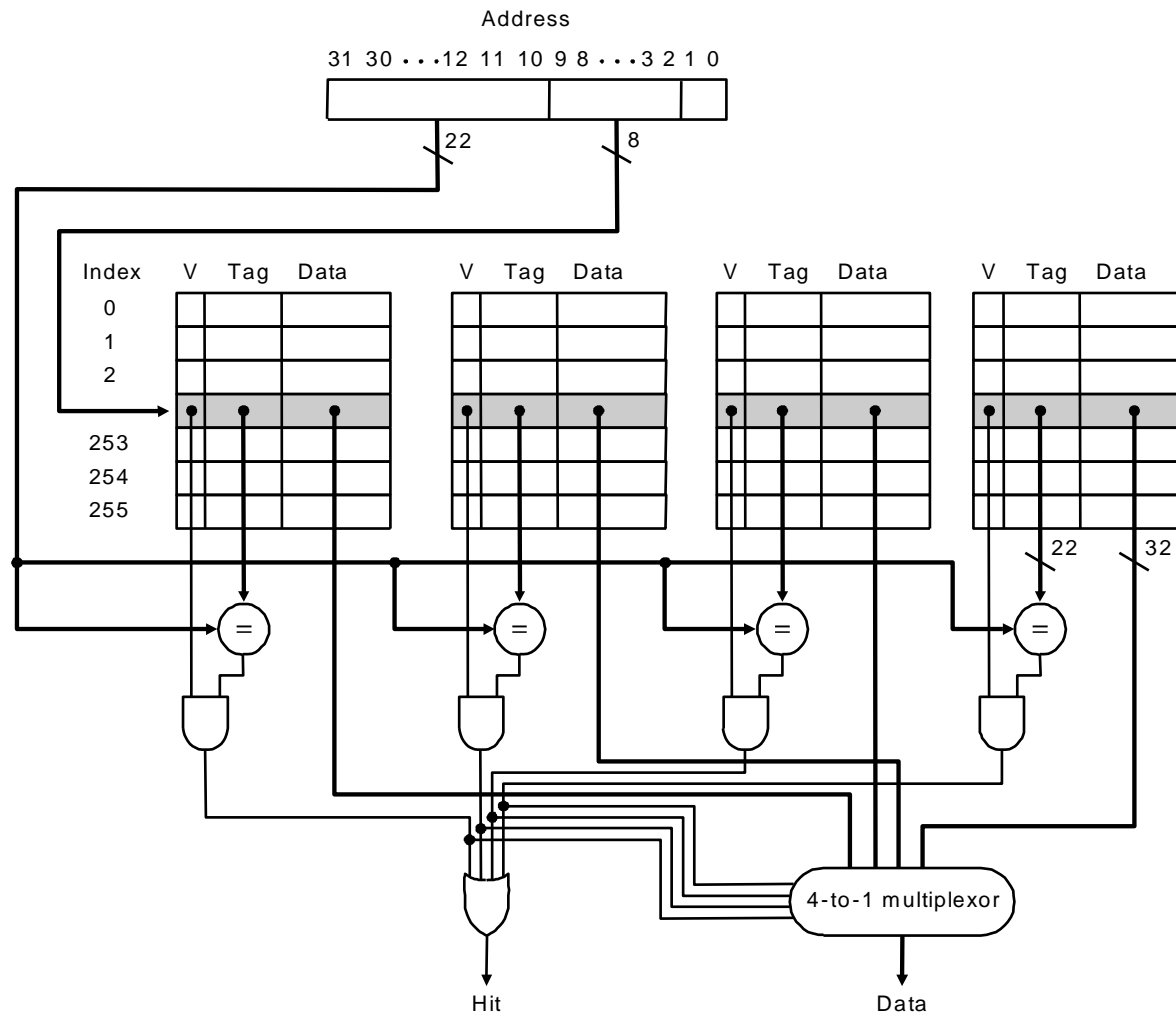 Address
31 30 ...12 11 10 9 8 ...3 2 1 0
22 8
Index V Tag Data V Tag Data V Tag Data V Tag Data
0
1
2
253
254
255
22 32
= = = =
4-to-1 multiplexor
Hit Data